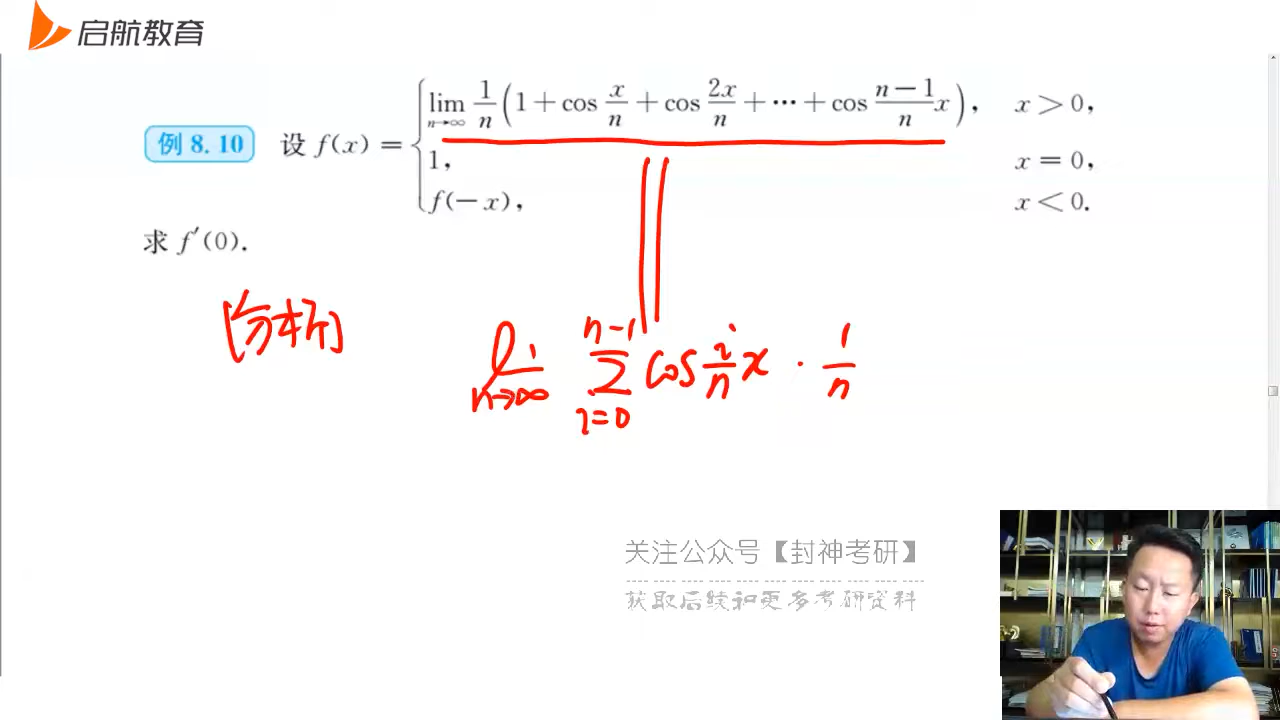 启航教育
例 8.10 设 f(x) = { lim_{n→∞} 1/n (1 + cos x/n + cos 2x/n + ⋯ + cos (n−1)/n x), x > 0,
1, x = 0,
f(−x), x < 0.
求 f′(0).
[分析]
lim_{n→∞} ∑_{i=0}^{n−1} cos i/n x · 1/n
关注公众号【封神考研】
获取后续和更多考研资料